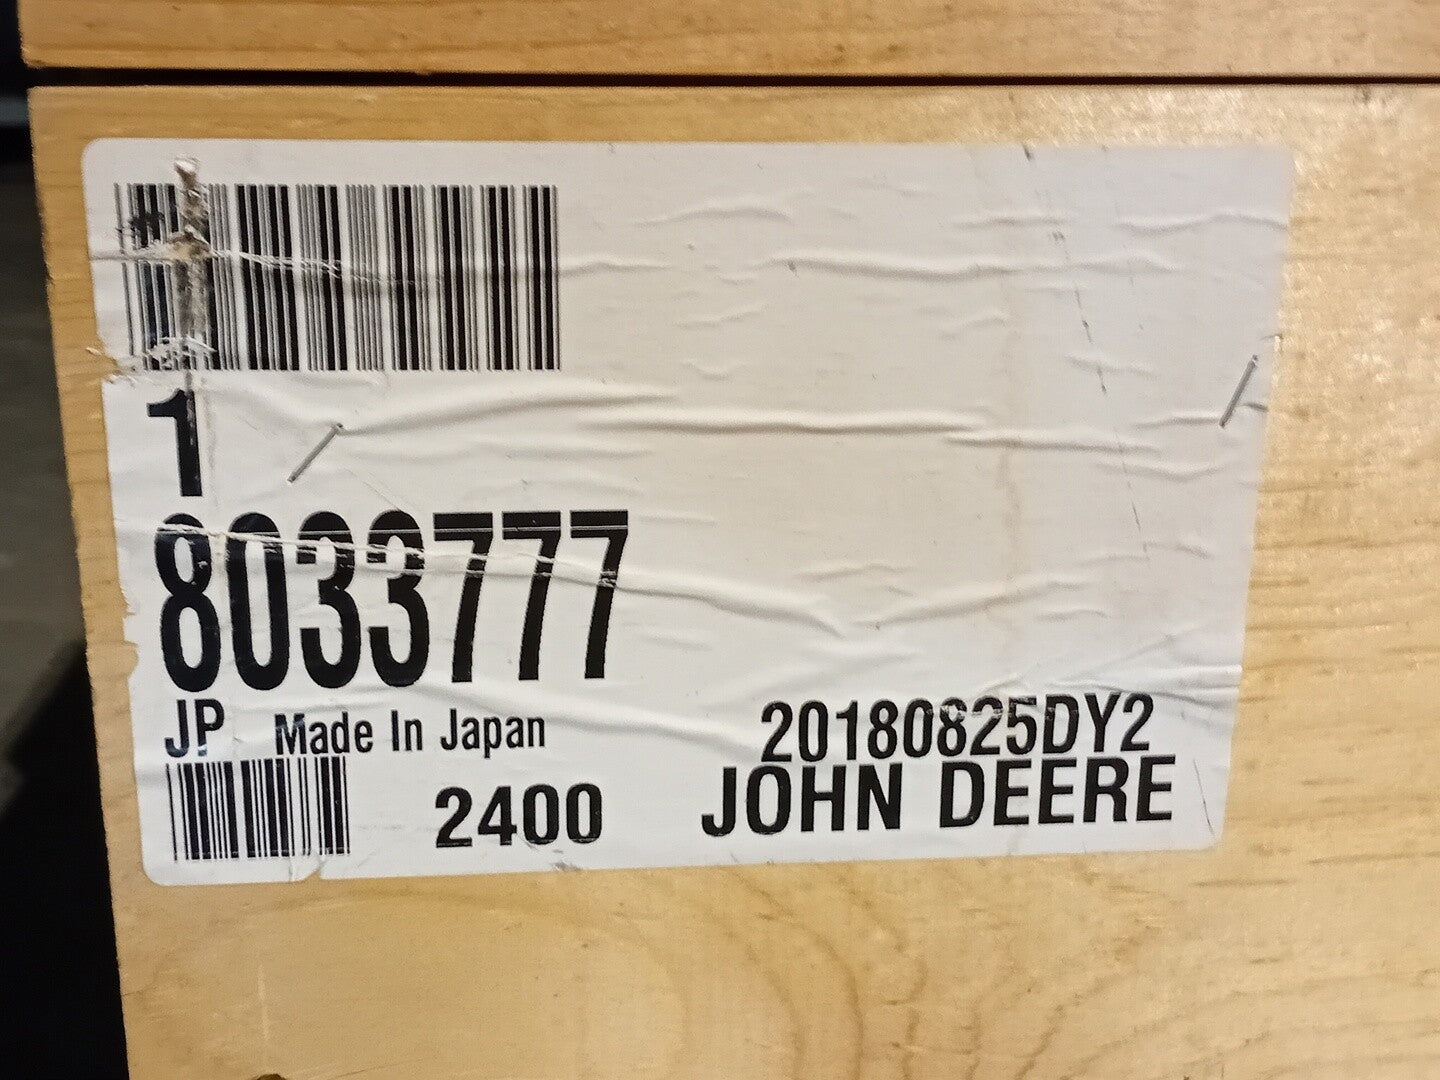 1
8033777
JP Made In Japan
20180825DY2
2400
JOHN DEERE